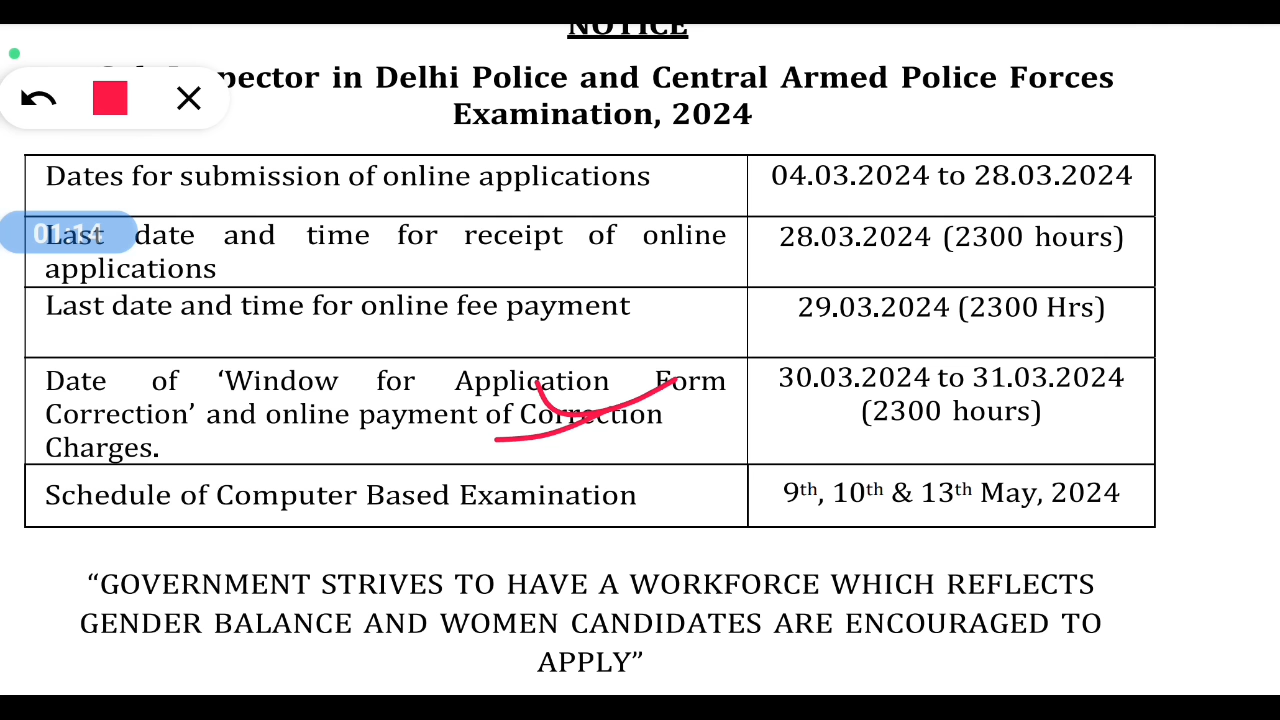 NOTICE
pector in Delhi Police and Central Armed Police Forces
Examination, 2024
Dates for submission of online applications 04.03.2024 to 28.03.2024
01:14
Last date and time for receipt of online 28.03.2024 (2300 hours)
applications
Last date and time for online fee payment 29.03.2024 (2300 Hrs)
Date of ‘Window for Application Form 30.03.2024 to 31.03.2024
Correction’ and online payment of Correction (2300 hours)
Charges.
Schedule of Computer Based Examination 9th, 10th & 13th May, 2024
“GOVERNMENT STRIVES TO HAVE A WORKFORCE WHICH REFLECTS
GENDER BALANCE AND WOMEN CANDIDATES ARE ENCOURAGED TO
APPLY”